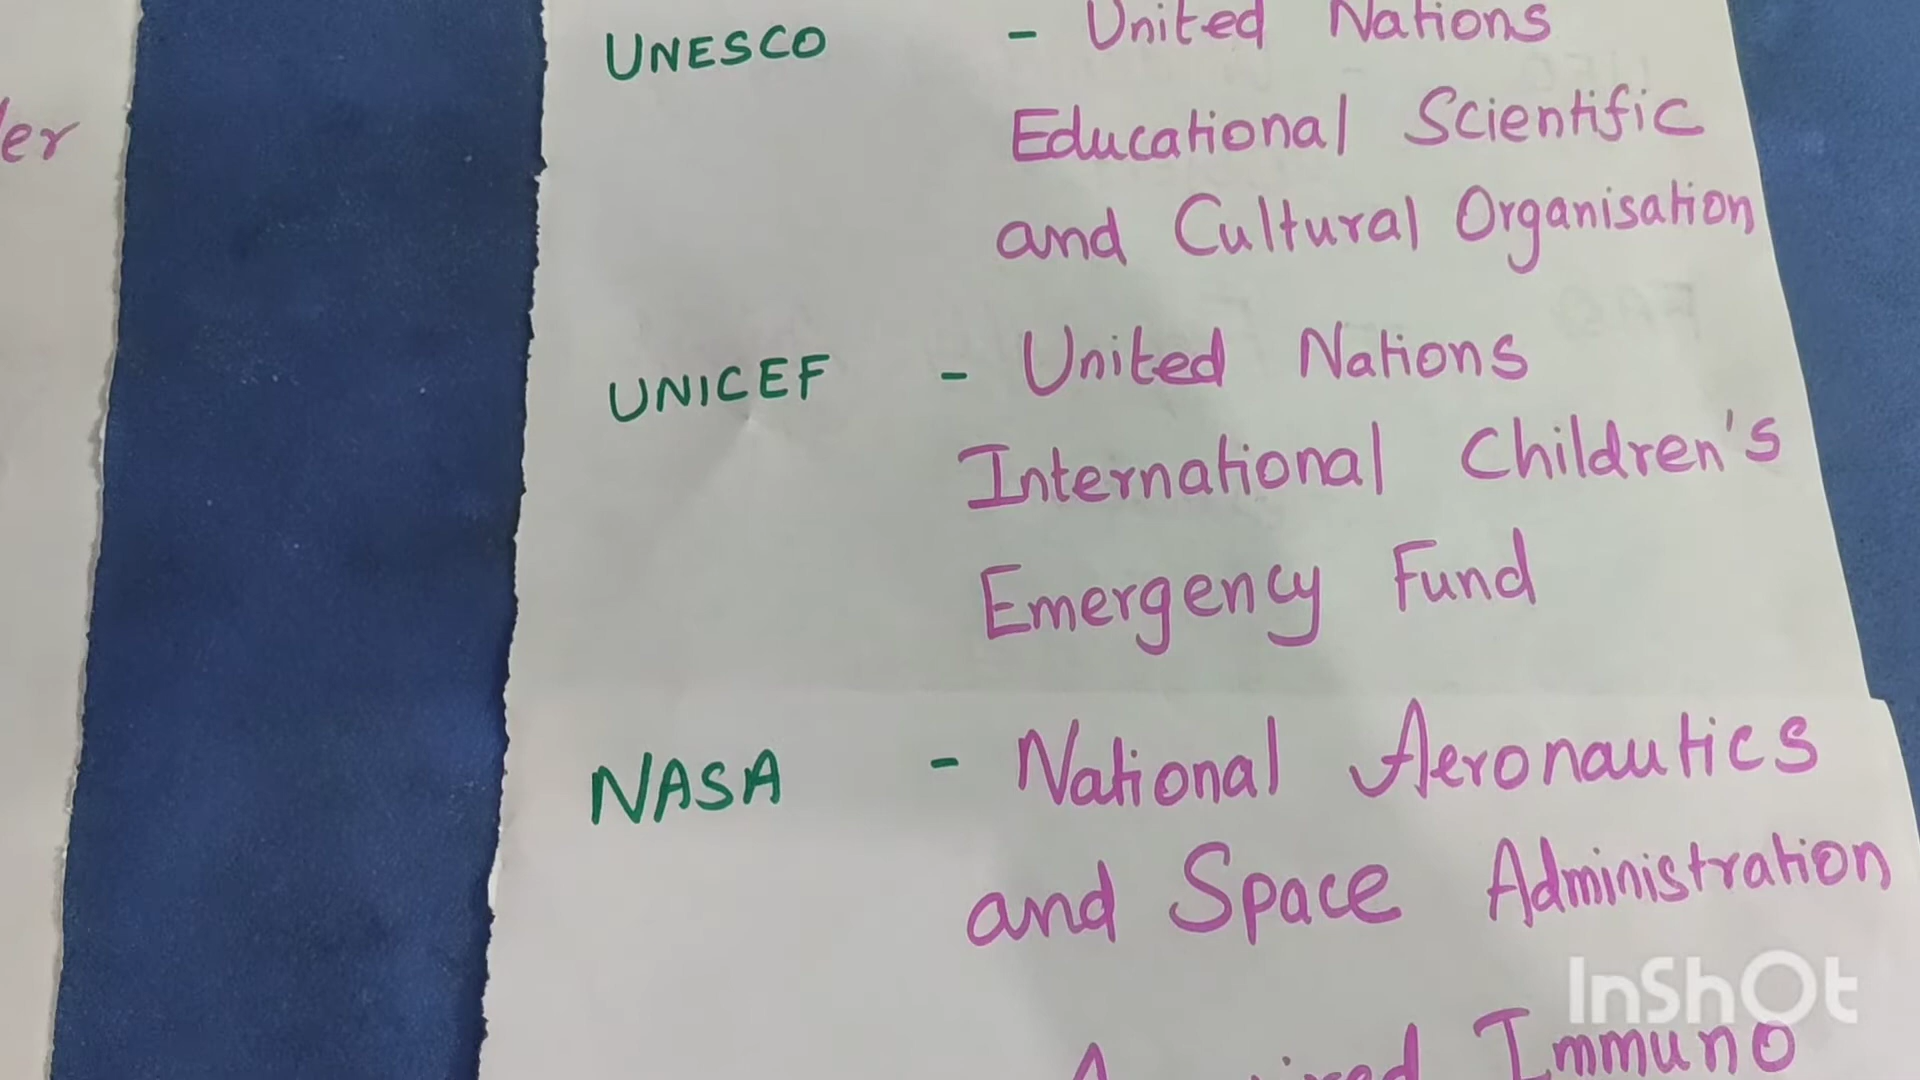 er
UNESCO - United Nations
Educational Scientific
and Cultural Organisation
UNICEF - United Nations
International Children's
Emergency Fund
NASA - National Aeronautics
and Space Administration
InShOt
Immuno